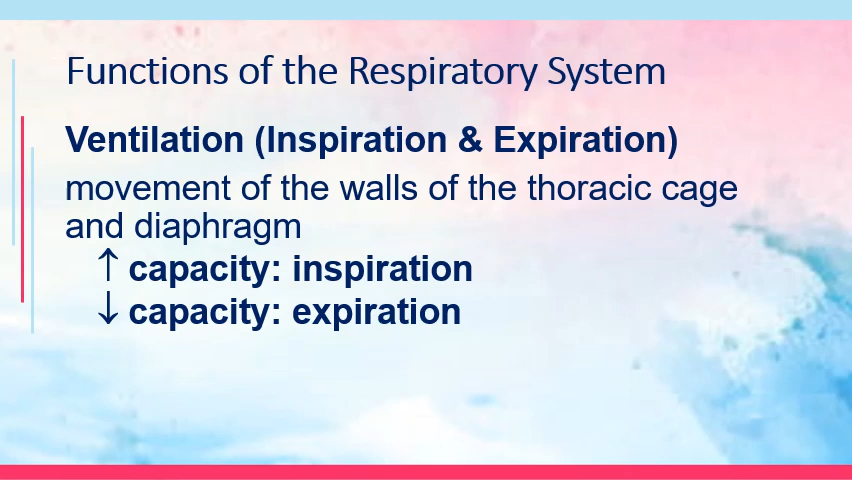 Functions of the Respiratory System
Ventilation (Inspiration & Expiration)
movement of the walls of the thoracic cage
and diaphragm
↑ capacity: inspiration
↓ capacity: expiration